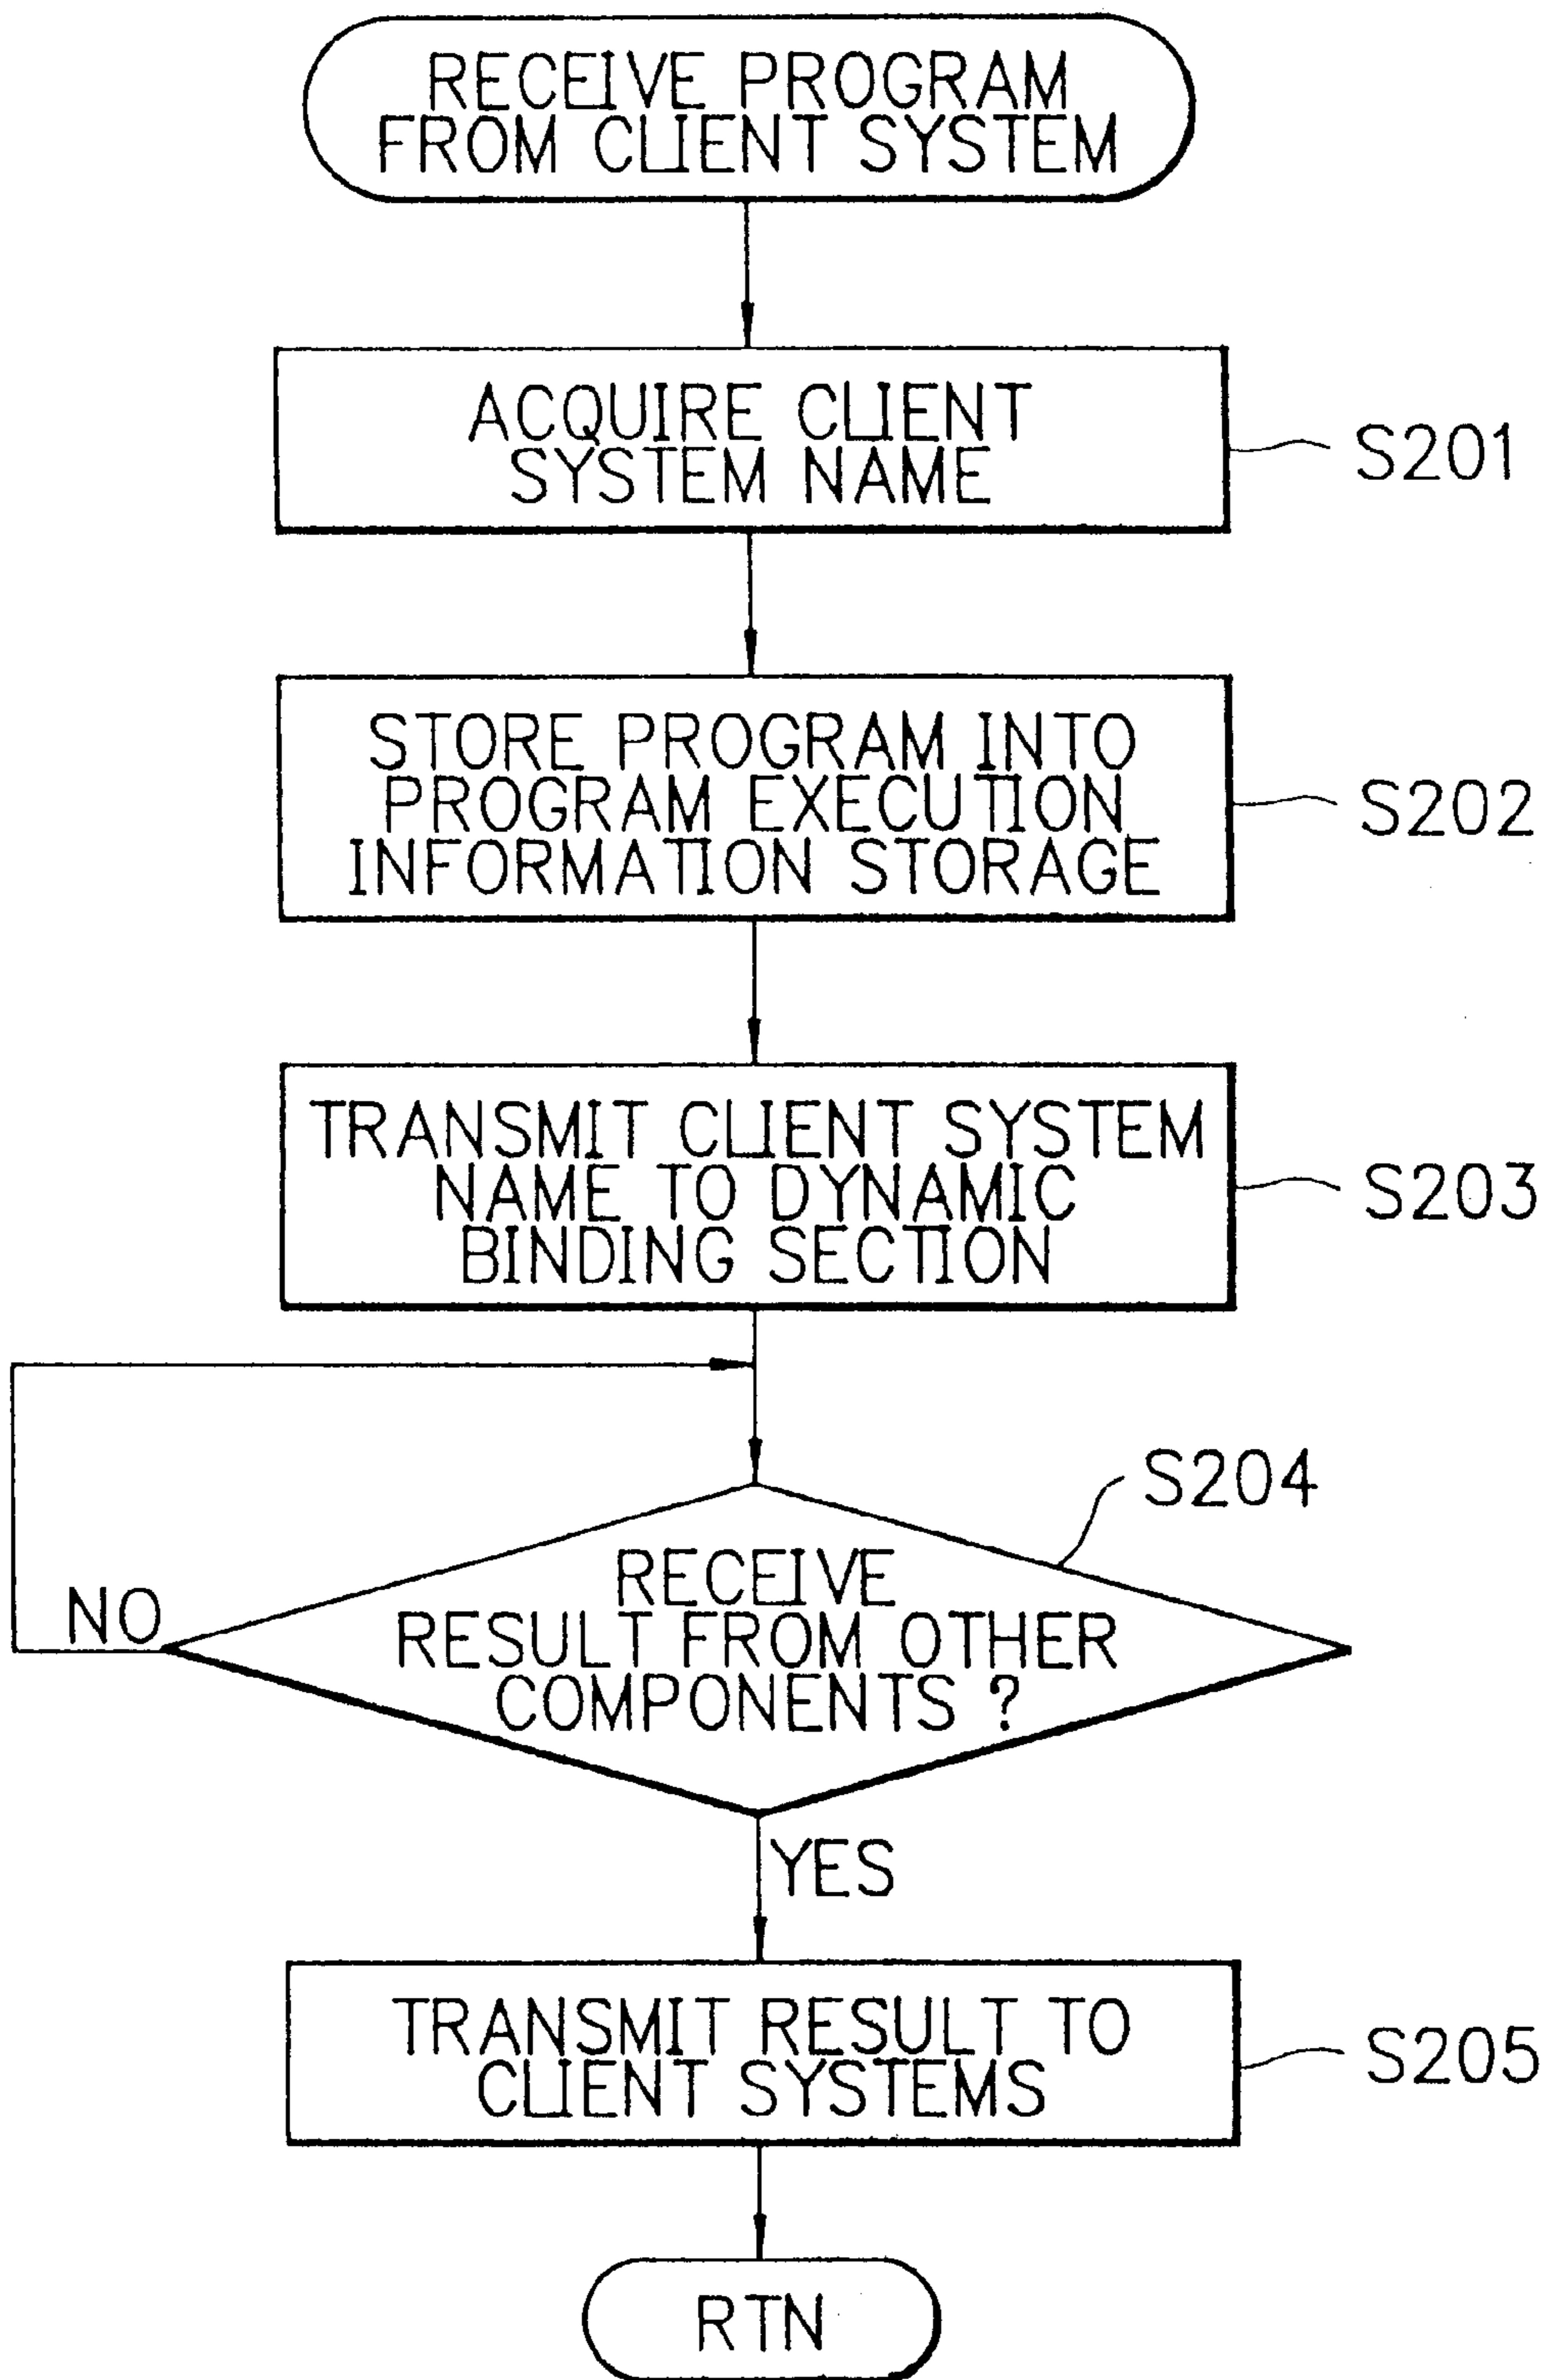 RECEIVE PROGRAM
FROM CLIENT SYSTEM
ACQUIRE CLIENT
SYSTEM NAME
S201
STORE PROGRAM INTO
PROGRAM EXECUTION
INFORMATION STORAGE
S202
TRANSMIT CLIENT SYSTEM
NAME TO DYNAMIC
BINDING SECTION
S203
S204
RECEIVE
RESULT FROM OTHER
COMPONENTS ?
NO
YES
TRANSMIT RESULT TO
CLIENT SYSTEMS
S205
RTN